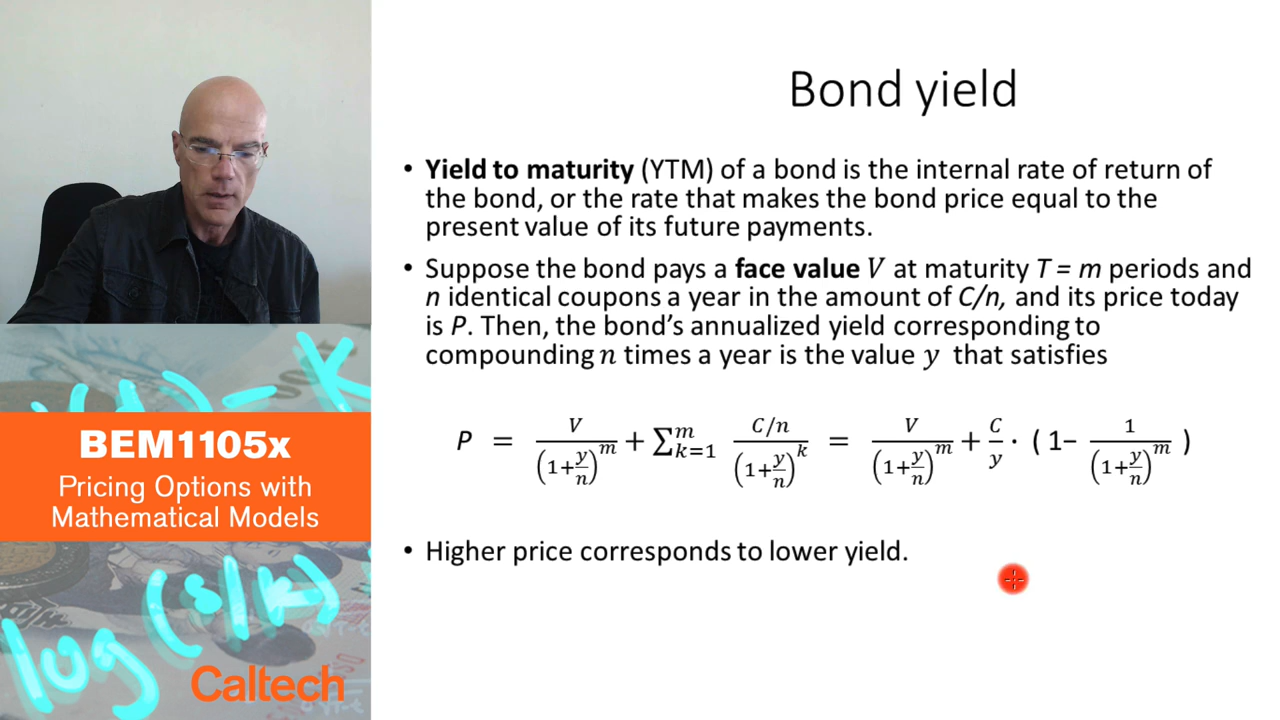 Bond yield
• Yield to maturity (YTM) of a bond is the internal rate of return of
the bond, or the rate that makes the bond price equal to the
present value of its future payments.
• Suppose the bond pays a face value V at maturity T = m periods and
n identical coupons a year in the amount of C/n, and its price today
is P. Then, the bond's annualized yield corresponding to
compounding n times a year is the value y that satisfies
P = V/(1+y/n)^m + ∑_{k=1}^{m} (C/n)/(1+y/n)^k = V/(1+y/n)^m + C/y · ( 1– 1/(1+y/n)^m )
• Higher price corresponds to lower yield.
BEM1105x
Pricing Options with
Mathematical Models
log(s/k)
Caltech